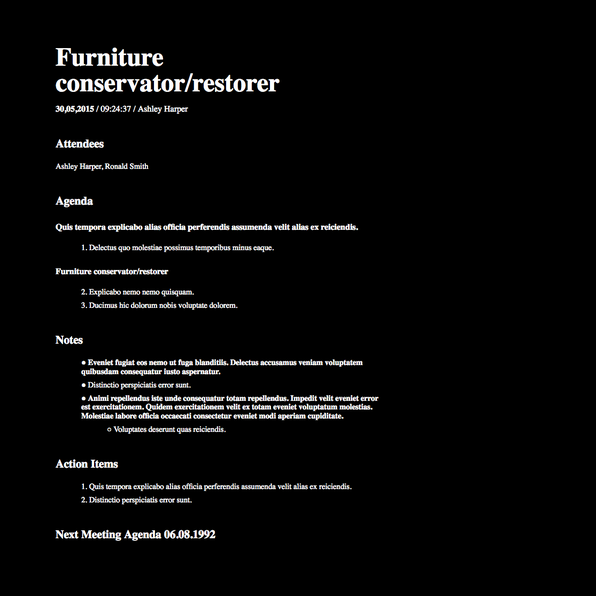 Furniture
conservator/restorer
30,05,2015 / 09:24:37 / Ashley Harper
Attendees
Ashley Harper, Ronald Smith
Agenda
Quis tempora explicabo alias officia perferendis assumenda velit alias ex reiciendis.
1. Delectus quo molestiae possimus temporibus minus eaque.
Furniture conservator/restorer
2. Explicabo nemo nemo quisquam.
3. Ducimus hic dolorum nobis voluptate dolorem.
Notes
● Eveniet fugiat eos nemo ut fuga blanditiis. Delectus accusamus veniam voluptatem
quibusdam consequatur iusto aspernatur.
● Distinctio perspiciatis error sunt.
● Animi repellendus iste unde consequatur totam repellendus. Impedit velit eveniet error
est exercitationem. Quidem exercitationem velit ex totam eveniet voluptatum molestias.
Molestiae labore officia occaecati consectetur eveniet modi aperiam cupiditate.
○ Voluptates deserunt quas reiciendis.
Action Items
1. Quis tempora explicabo alias officia perferendis assumenda velit alias ex reiciendis.
2. Distinctio perspiciatis error sunt.
Next Meeting Agenda 06.08.1992